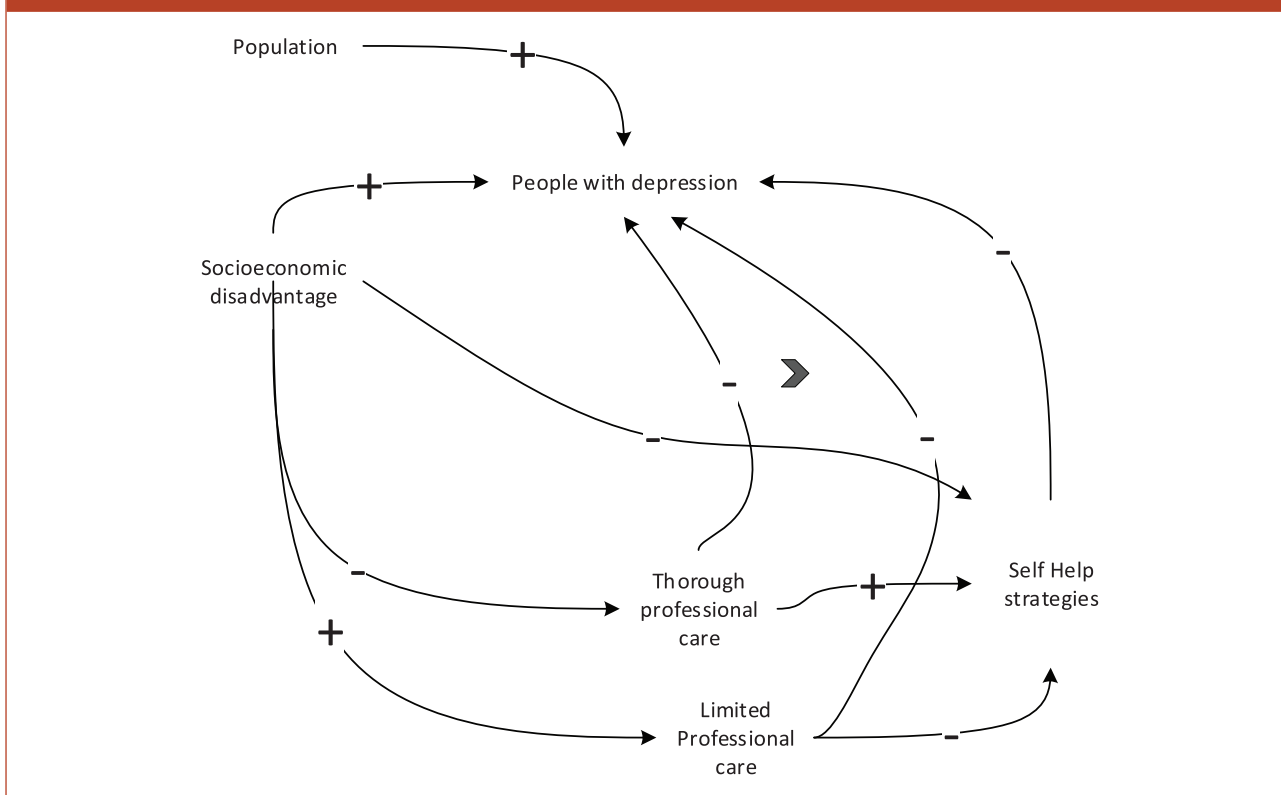 Population
+
+
People with depression
-
Socioeconomic
disadvantage
-
-
-
-
+
Self Help
strategies
Thorough
professional
care
+
Limited
Professional
care
-